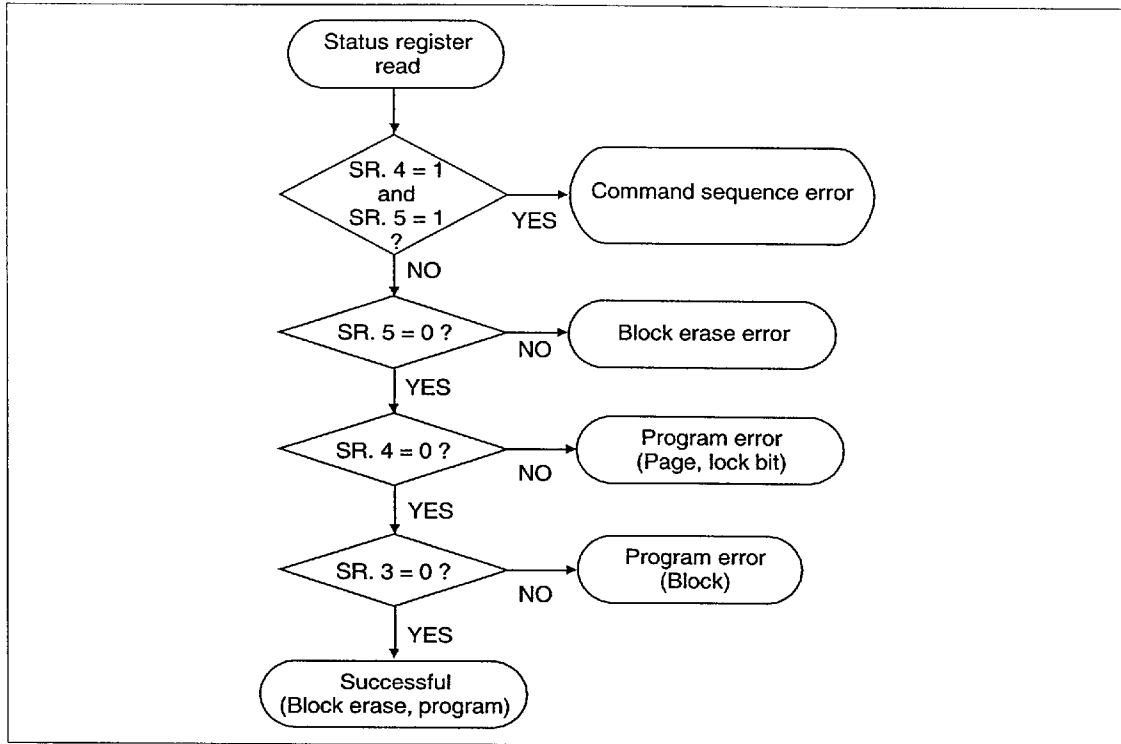 Status register
read
SR. 4 = 1
and
SR. 5 = 1
?
YES
Command sequence error
NO
SR. 5 = 0 ?
NO
Block erase error
YES
SR. 4 = 0 ?
NO
Program error
(Page, lock bit)
YES
SR. 3 = 0 ?
NO
Program error
(Block)
YES
Successful
(Block erase, program)